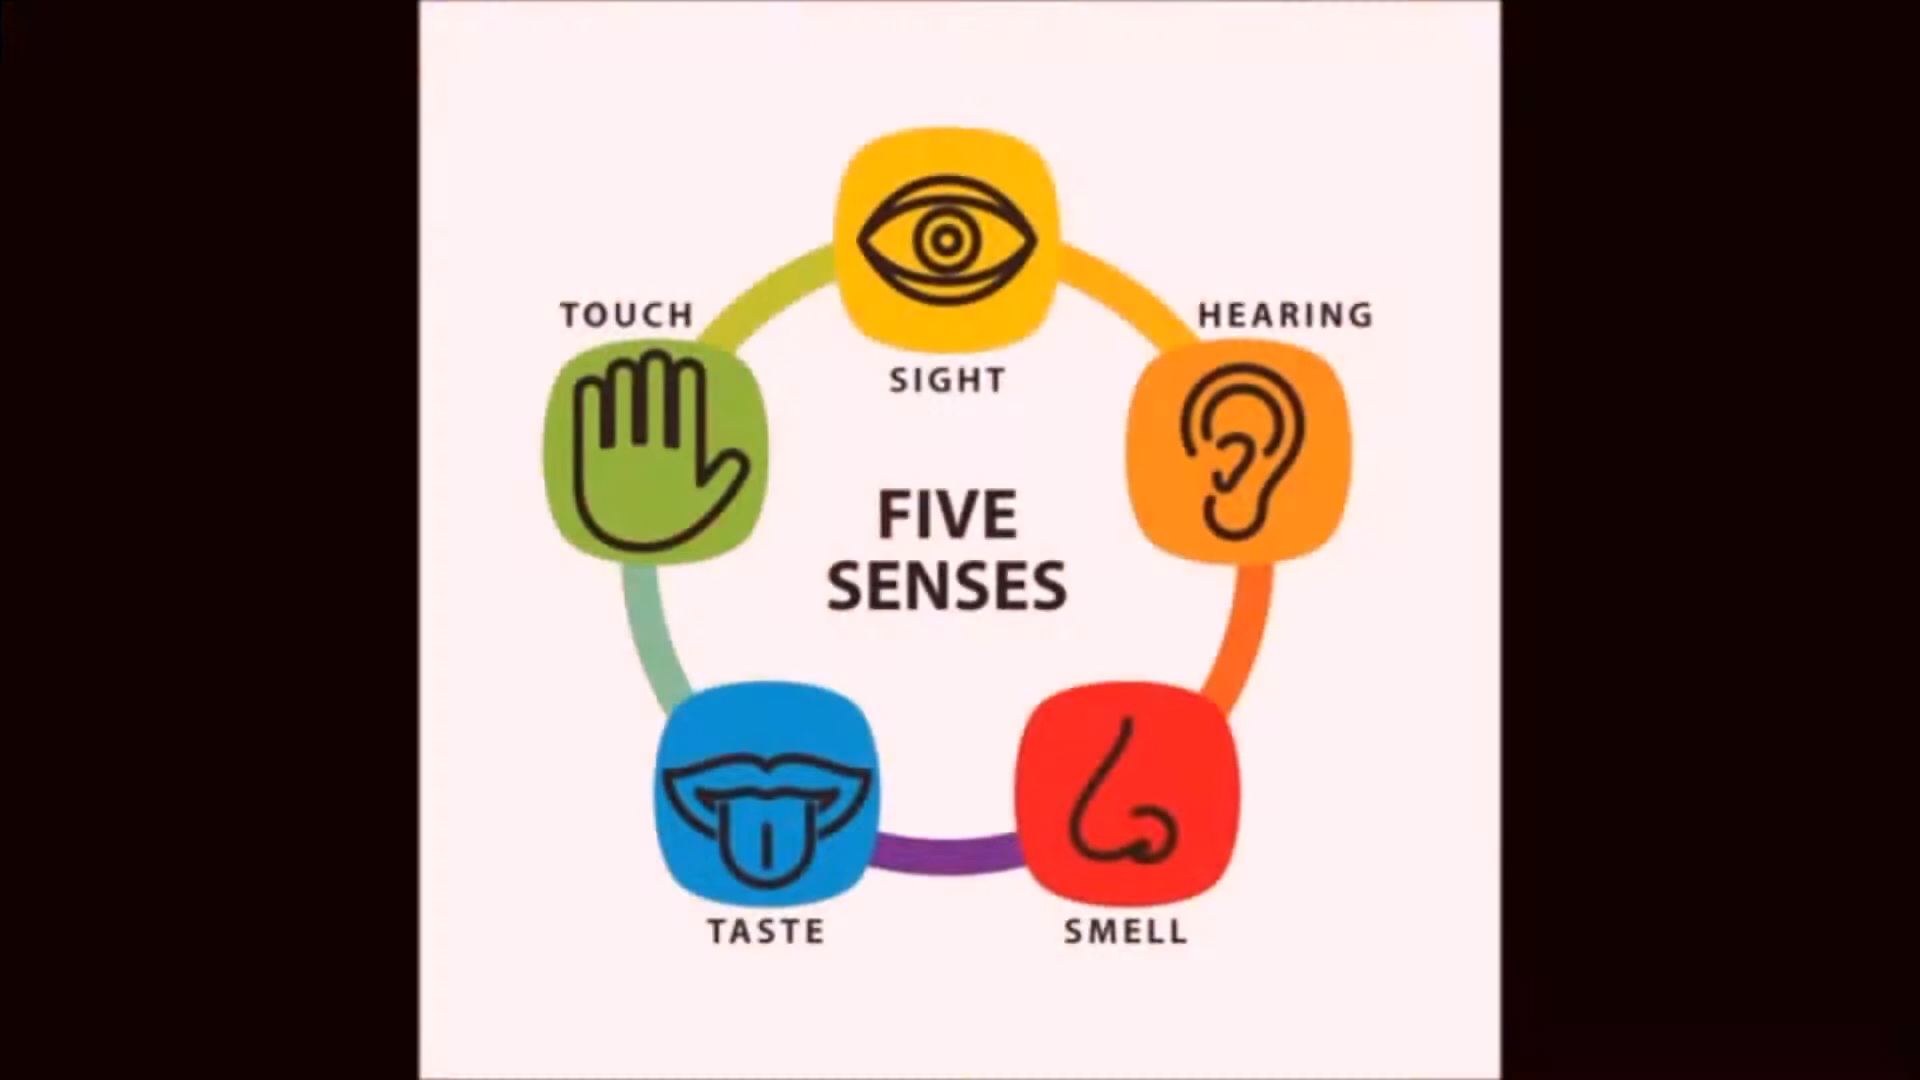 TOUCH
HEARING
SIGHT
FIVE
SENSES
TASTE
SMELL